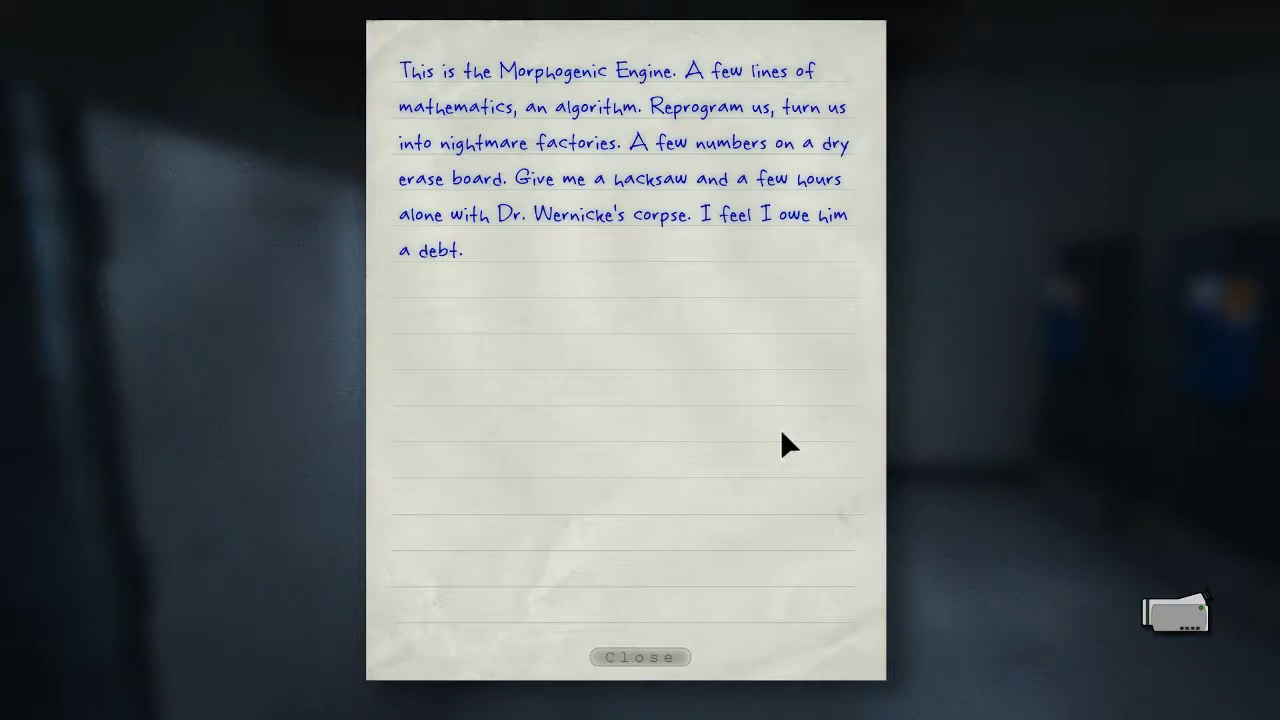 This is the Morphogenic Engine. A few lines of
mathematics, an algorithm. Reprogram us, turn us
into nightmare factories. A few numbers on a dry
erase board. Give me a hacksaw and a few hours
alone with Dr. Wernicke's corpse. I feel I owe him
a debt.
Close